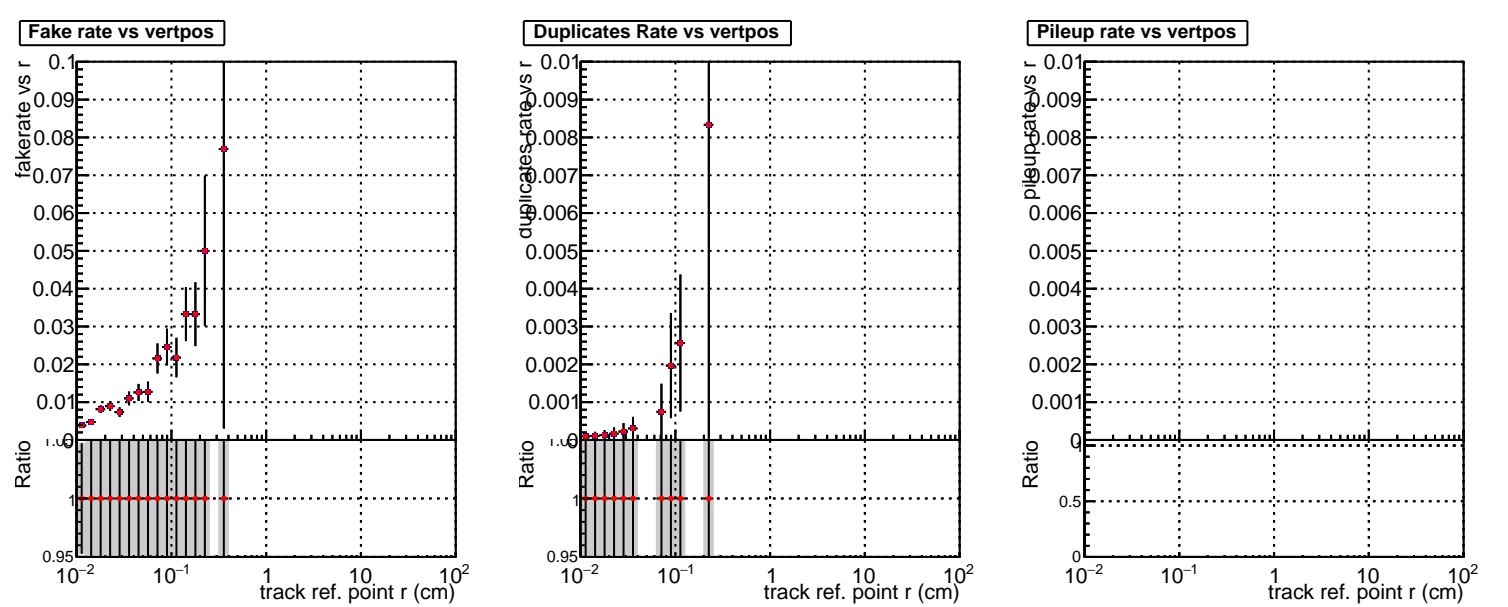 Fake rate vs vertpos
fakerate vs r
0.1
0.09
0.08
0.07
0.06
0.05
0.04
0.03
0.02
0.01
0
Ratio
1
0.95
10−2 10−1 1 10 102
track ref. point r (cm)
Duplicates Rate vs vertpos
duplicates rate vs r
0.01
0.009
0.008
0.007
0.006
0.005
0.004
0.003
0.002
0.001
0
Ratio
1
0.95
10−2 10−1 1 10 102
track ref. point r (cm)
Pileup rate vs vertpos
pileup rate vs r
0.01
0.009
0.008
0.007
0.006
0.005
0.004
0.003
0.002
0.001
0
Ratio
1
0.5
0
10−2 10−1 1 10 102
track ref. point r (cm)